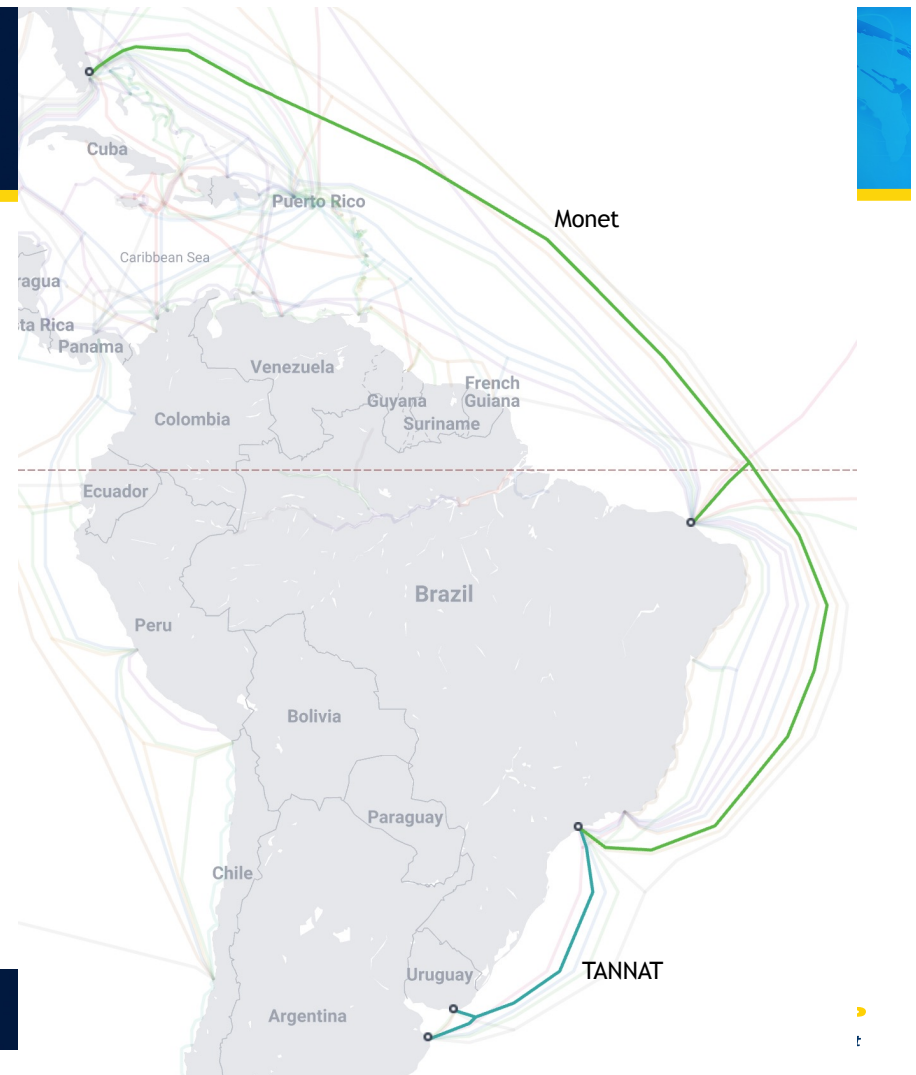 Cuba
Puerto Rico
Monet
Caribbean Sea
ragua
ta Rica
Panama
Venezuela
French
Guiana
Guyana
Suriname
Colombia
Ecuador
Brazil
Peru
Bolivia
Paraguay
Chile
TANNAT
Uruguay
Argentina
t